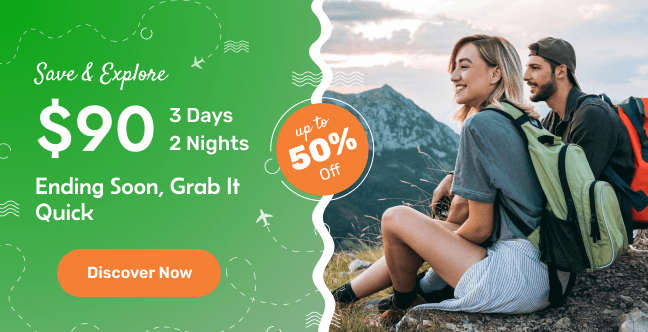 Save & Explore
$90
3 Days
2 Nights
Ending Soon, Grab It
Quick
Discover Now
up to
50%
Off